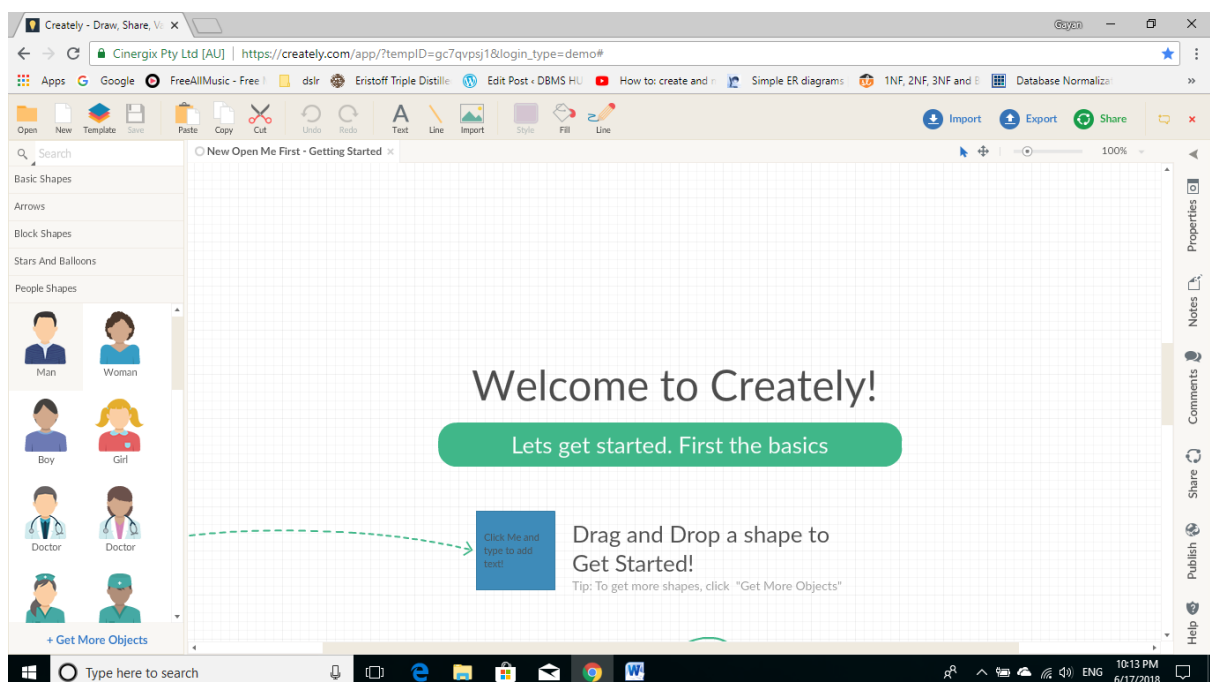 Creately - Draw, Share, Va
Gayan
Cinergix Pty Ltd [AU] | https://creately.com/app/?tempID=gc7qvpsj1&login_type=demo#
Apps Google FreeAllMusic - Free dslr Eristoff Triple Distille Edit Post ‹ DBMS HU How to: create and Simple ER diagrams 1NF, 2NF, 3NF and Database Normaliza »
Open New Template Save Paste Copy Cut Undo Redo Text Line Import Style Fill Line Import Export Share
Search
New Open Me First - Getting Started
100%
Basic Shapes
Arrows
Block Shapes
Stars And Balloons
People Shapes
Man Woman
Boy Girl
Doctor Doctor
+ Get More Objects
Welcome to Creately!
Lets get started. First the basics
Click Me and
type to add
text!
Drag and Drop a shape to
Get Started!
Tip: To get more shapes, click "Get More Objects"
Properties
Notes
Comments
Share
Publish
Help
Type here to search
ENG
10:13 PM
6/17/2018